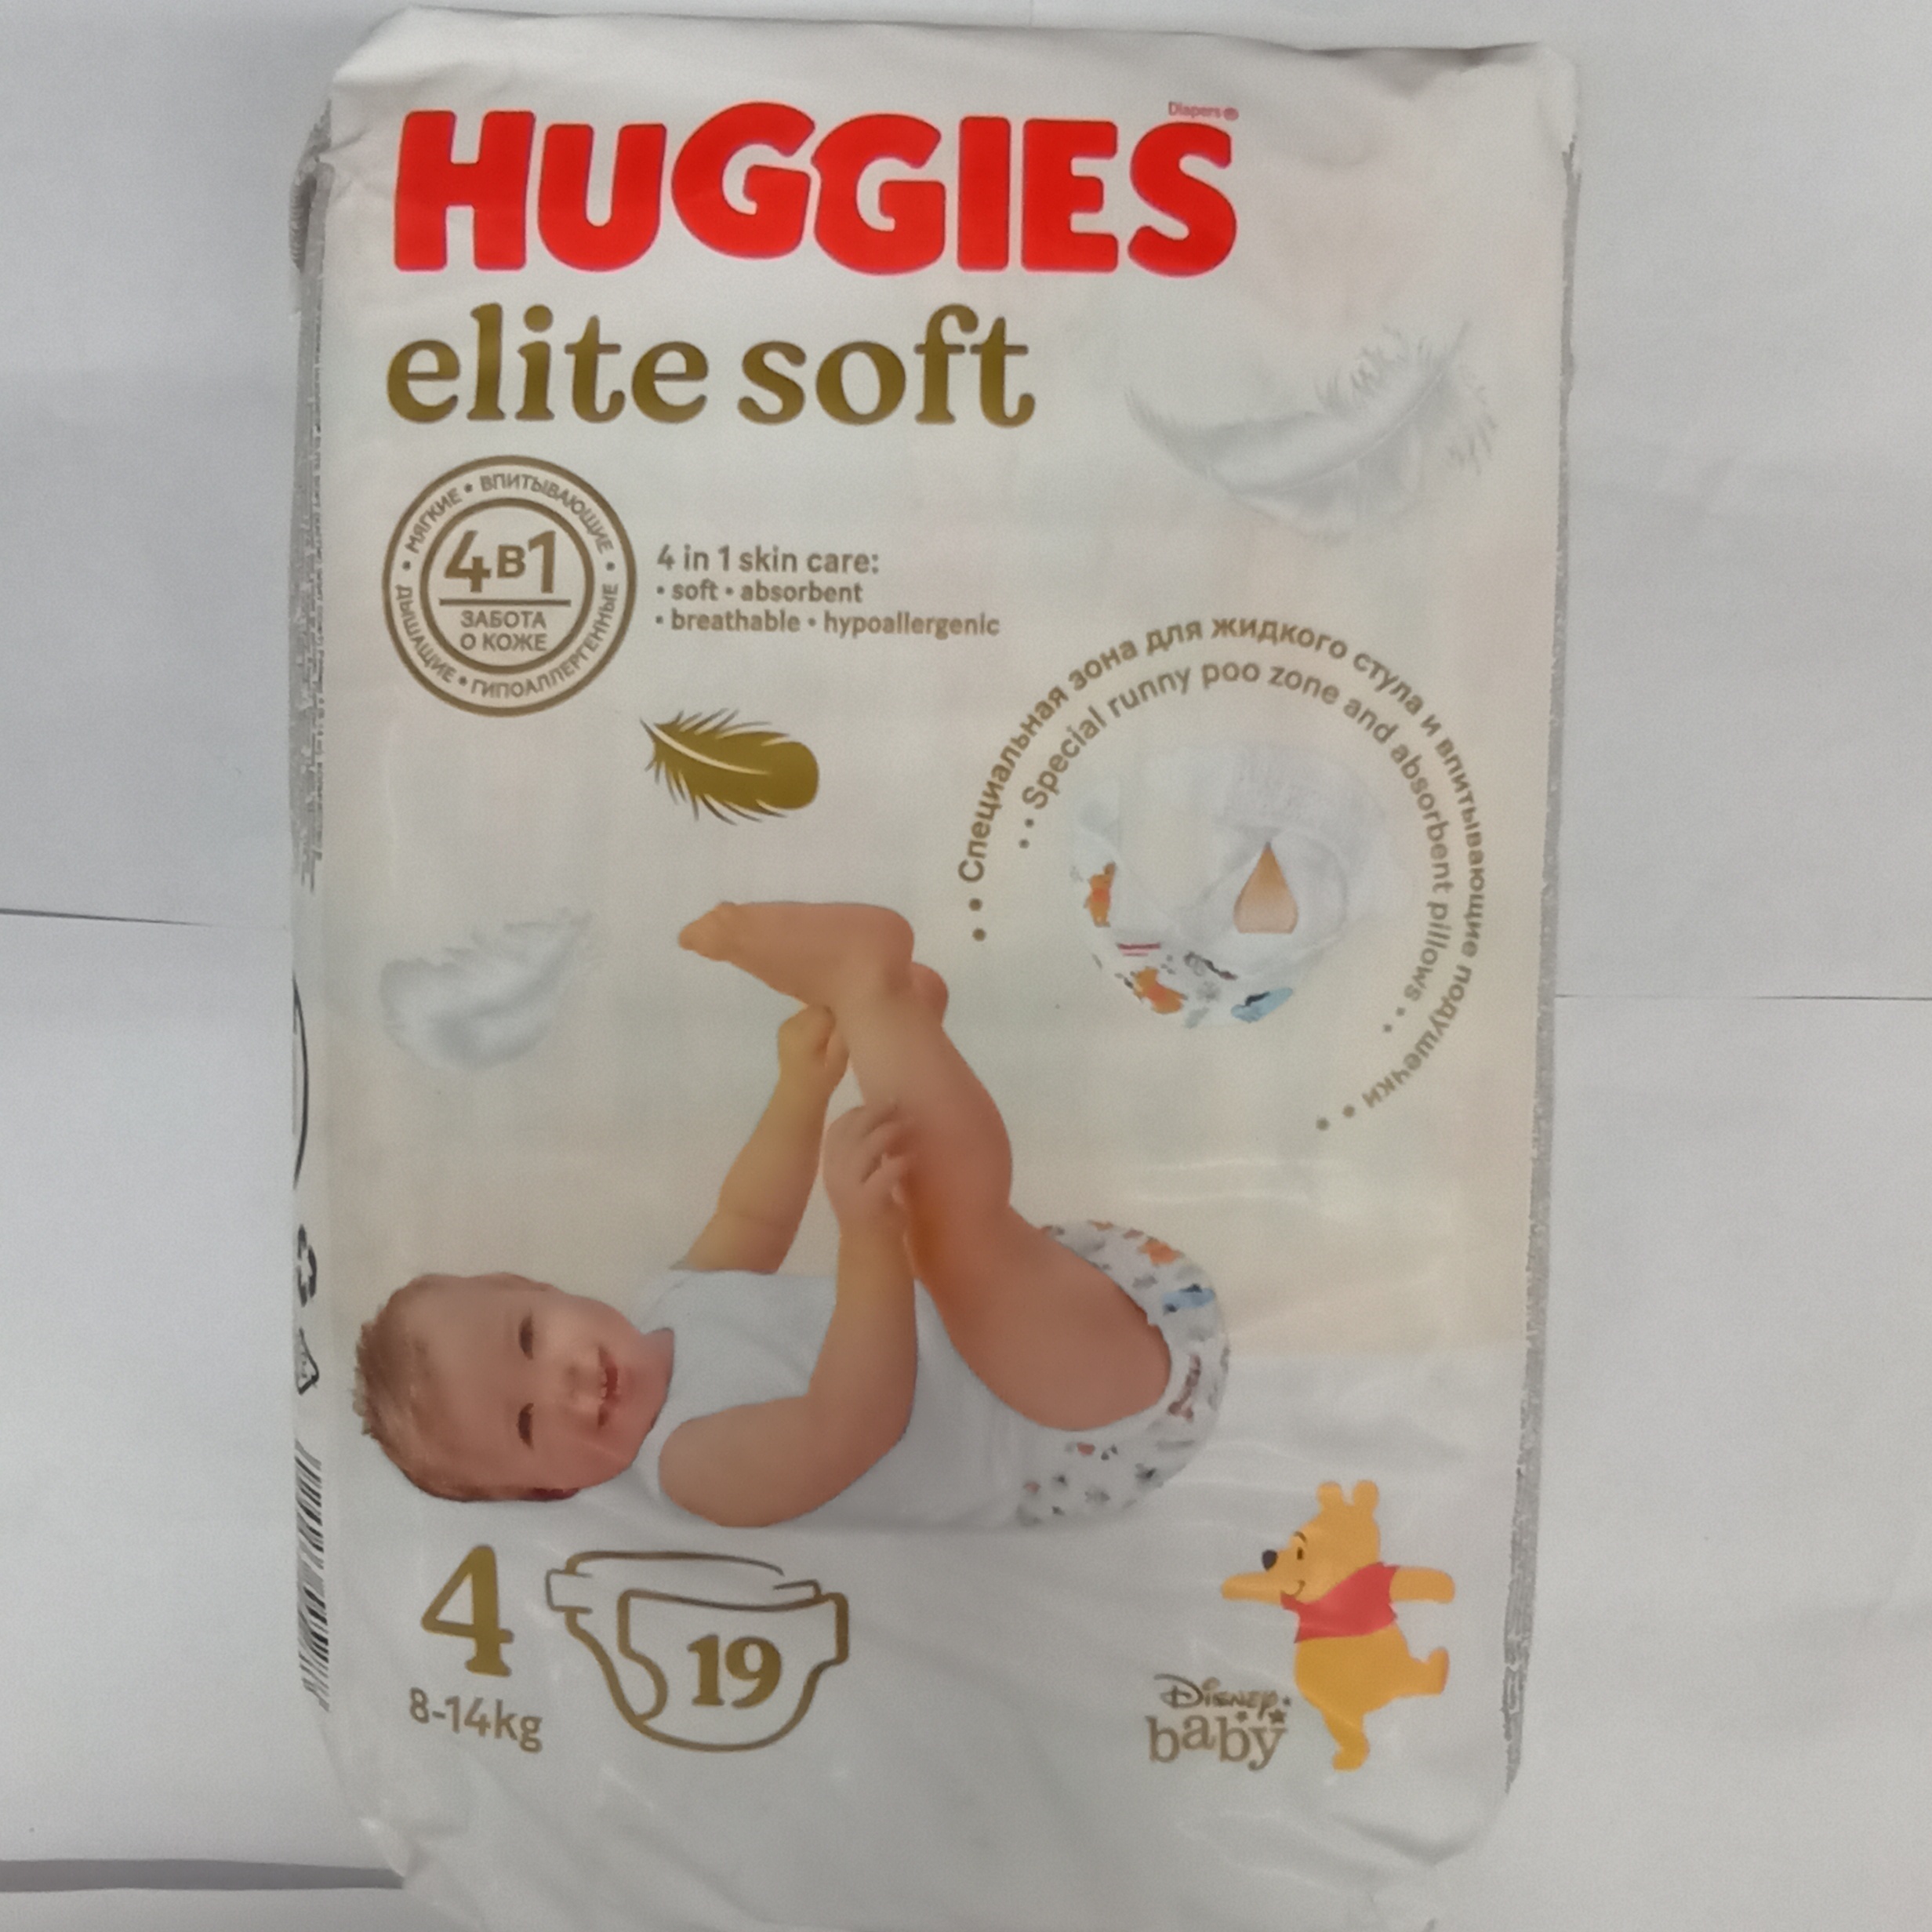 Diapers®
HUGGIES
elite soft
• МЯГКИЕ • ВПИТЫВАЮЩИЕ •
4в1
ЗАБОТА
О КОЖЕ
ДЫШАЩИЕ • ГИПОАЛЛЕРГЕННЫЕ
4 in 1 skin care:
• soft • absorbent
• breathable • hypoallergenic
• • Специальная зона для жидкого стула и впитывающие подушечки • •
• • Special runny poo zone and absorbent pillows • •
4
8-14kg
19
Disney
baby